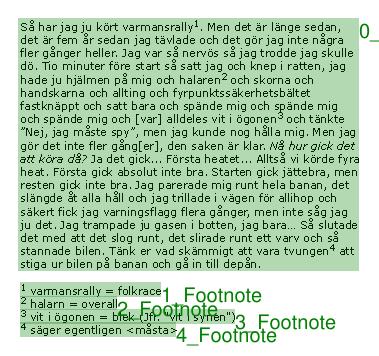 Så har jag ju kört varmansrally¹. Men det är länge sedan,
det är fem år sedan jag tävlade och det gör jag inte några
fler gånger heller. Jag var så nervös så jag trodde jag skulle
dö. Tio minuter före start så satt jag och knep i ratten, jag
hade ju hjälmen på mig och halaren² och skorna och
handskarna och allting och fyrpunktssäkerhetsbältet
fastknäppt och satt bara och spände mig och spände mig
och spände mig och [var] alldeles vit i ögonen³ och tänkte
”Nej, jag måste spy”, men jag kunde nog hålla mig. Men jag
gör det inte fler gång[er], den saken är klar. Nå hur gick det
att köra då? Ja det gick... Första heatet... Alltså vi körde fyra
heat. Första gick absolut inte bra. Starten gick jättebra, men
resten gick inte bra. Jag parerade mig runt hela banan, det
slängde åt alla håll och jag trillade i vägen för allihop och
säkert fick jag varningsflagg flera gånger, men inte såg jag
ju det. Jag trampade ju gasen i botten, jag bara... Så slutade
det med att det slog runt, det slirade runt ett varv och så
stannade bilen. Tänk er vad skämmigt att vara tvungen⁴ att
stiga ur bilen på banan och gå in till depån.
0_
¹ varmansrally = folkrace
1_Footnote
² halarn = overall
2_Footnote
³ vit i ögonen = blek (Jfr. "vit i synen")
3_Footnote
⁴ säger egentligen <måsta>
4_Footnote